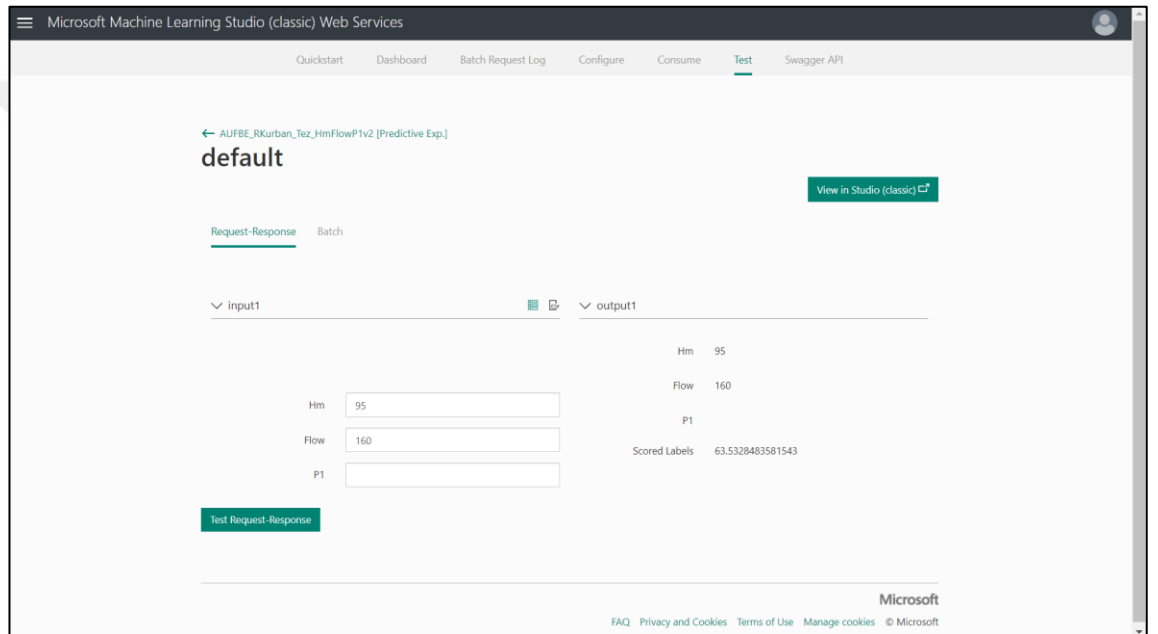 Microsoft Machine Learning Studio (classic) Web Services
Quickstart Dashboard Batch Request Log Configure Consume Test Swagger API
← AUFBE_RKurban_Tez_HmFlowP1v2 [Predictive Exp.]
default
View in Studio (classic)
Request-Response Batch
input1
Hm 95
Flow 160
P1
Test Request-Response
output1
Hm 95
Flow 160
P1
Scored Labels 63.5328483581543
Microsoft
FAQ Privacy and Cookies Terms of Use Manage cookies © Microsoft